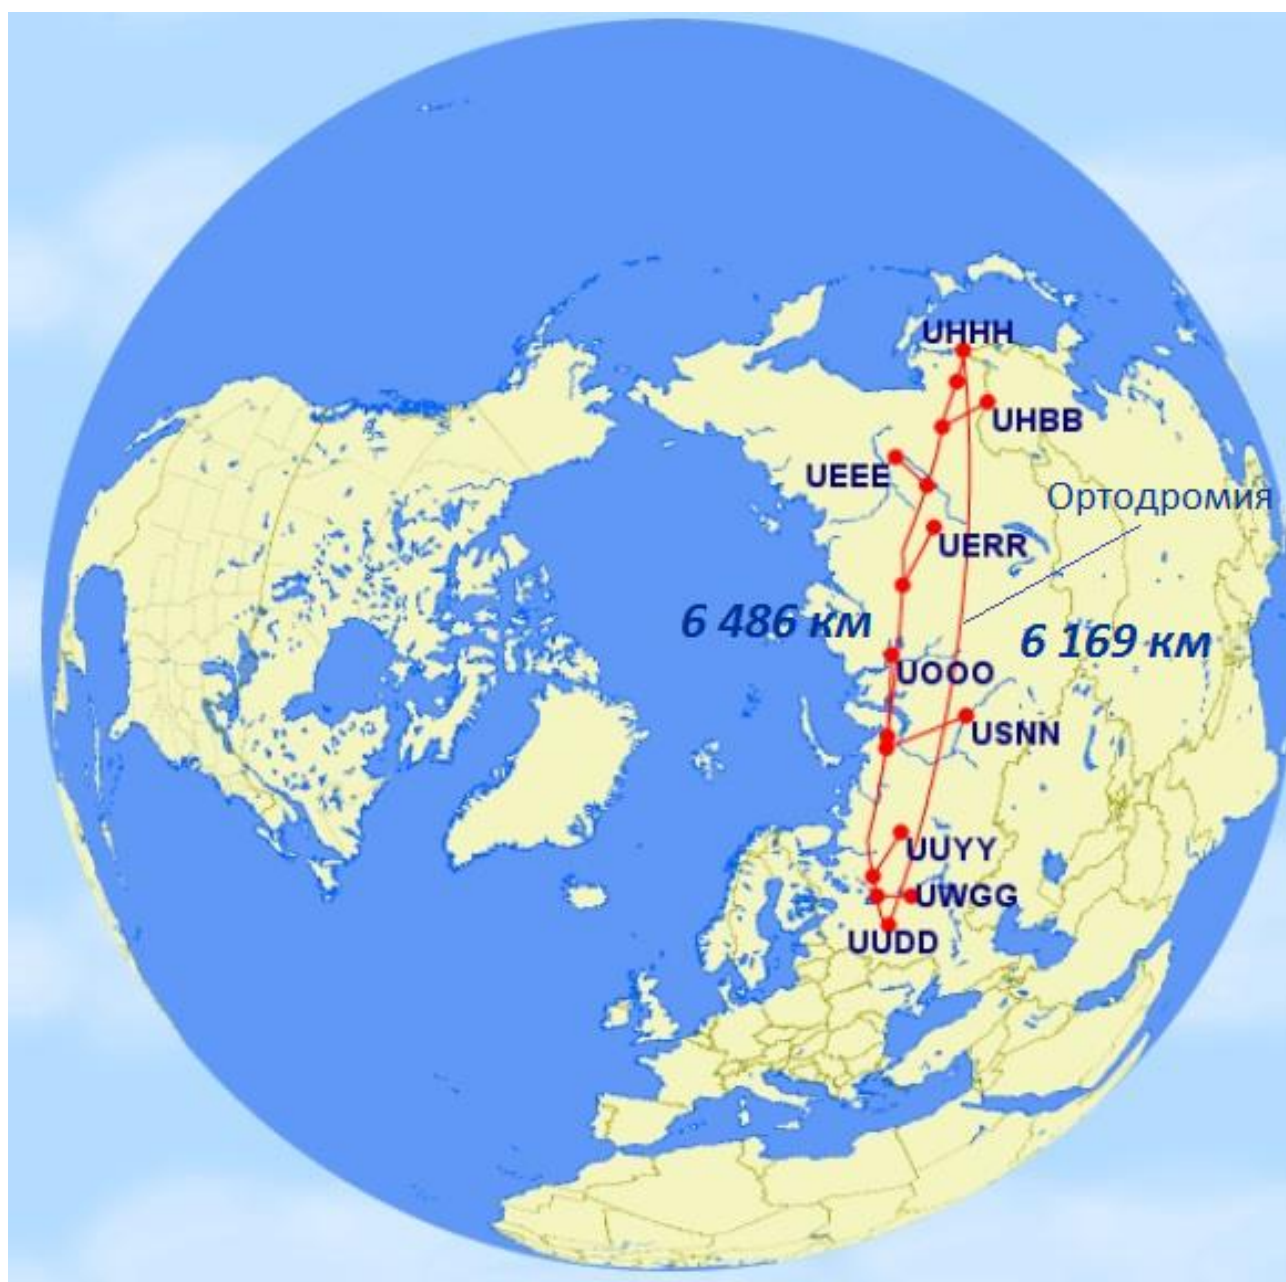 UHHH
UHBB
UEEE
Ортодромия
UERR
6 486 км
6 169 км
UOOO
USNN
UUYY
UWGG
UUDD